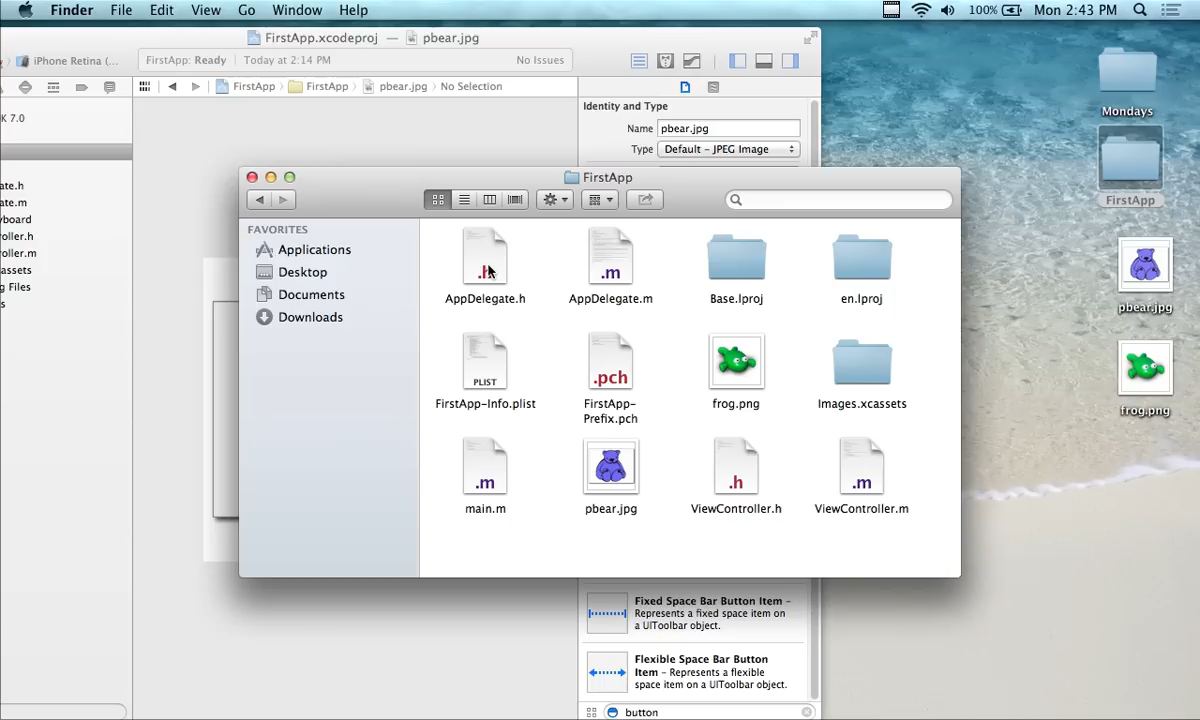 Finder File Edit View Go Window Help 100% Mon 2:43 PM
FirstApp.xcodeproj — pbear.jpg
iPhone Retina (... FirstApp: Ready Today at 2:14 PM No Issues
FirstApp FirstApp pbear.jpg No Selection
K 7.0
Identity and Type
Name pbear.jpg
Type Default - JPEG Image
ate.h
ate.m
yboard
oller.h
roller.m
assets
g Files
s
FirstApp
FAVORITES
Applications
Desktop
Documents
Downloads
.h
AppDelegate.h
.m
AppDelegate.m
Base.lproj
en.lproj
PLIST
FirstApp-Info.plist
.pch
FirstApp-
Prefix.pch
frog.png
Images.xcassets
.m
main.m
pbear.jpg
.h
ViewController.h
.m
ViewController.m
Fixed Space Bar Button Item –
Represents a fixed space item on
a UIToolbar object.
Flexible Space Bar Button
Item – Represents a flexible
space item on a UIToolbar object.
button
Mondays
FirstApp
pbear.jpg
frog.png